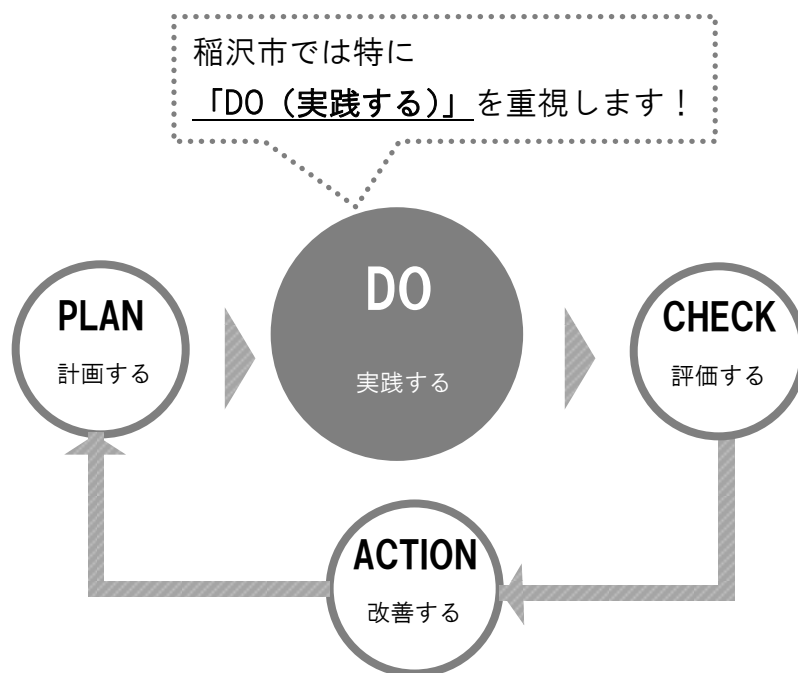 稲沢市では特に
「DO（実践する）」を重視します！
DO
実践する
PLAN
計画する
CHECK
評価する
ACTION
改善する